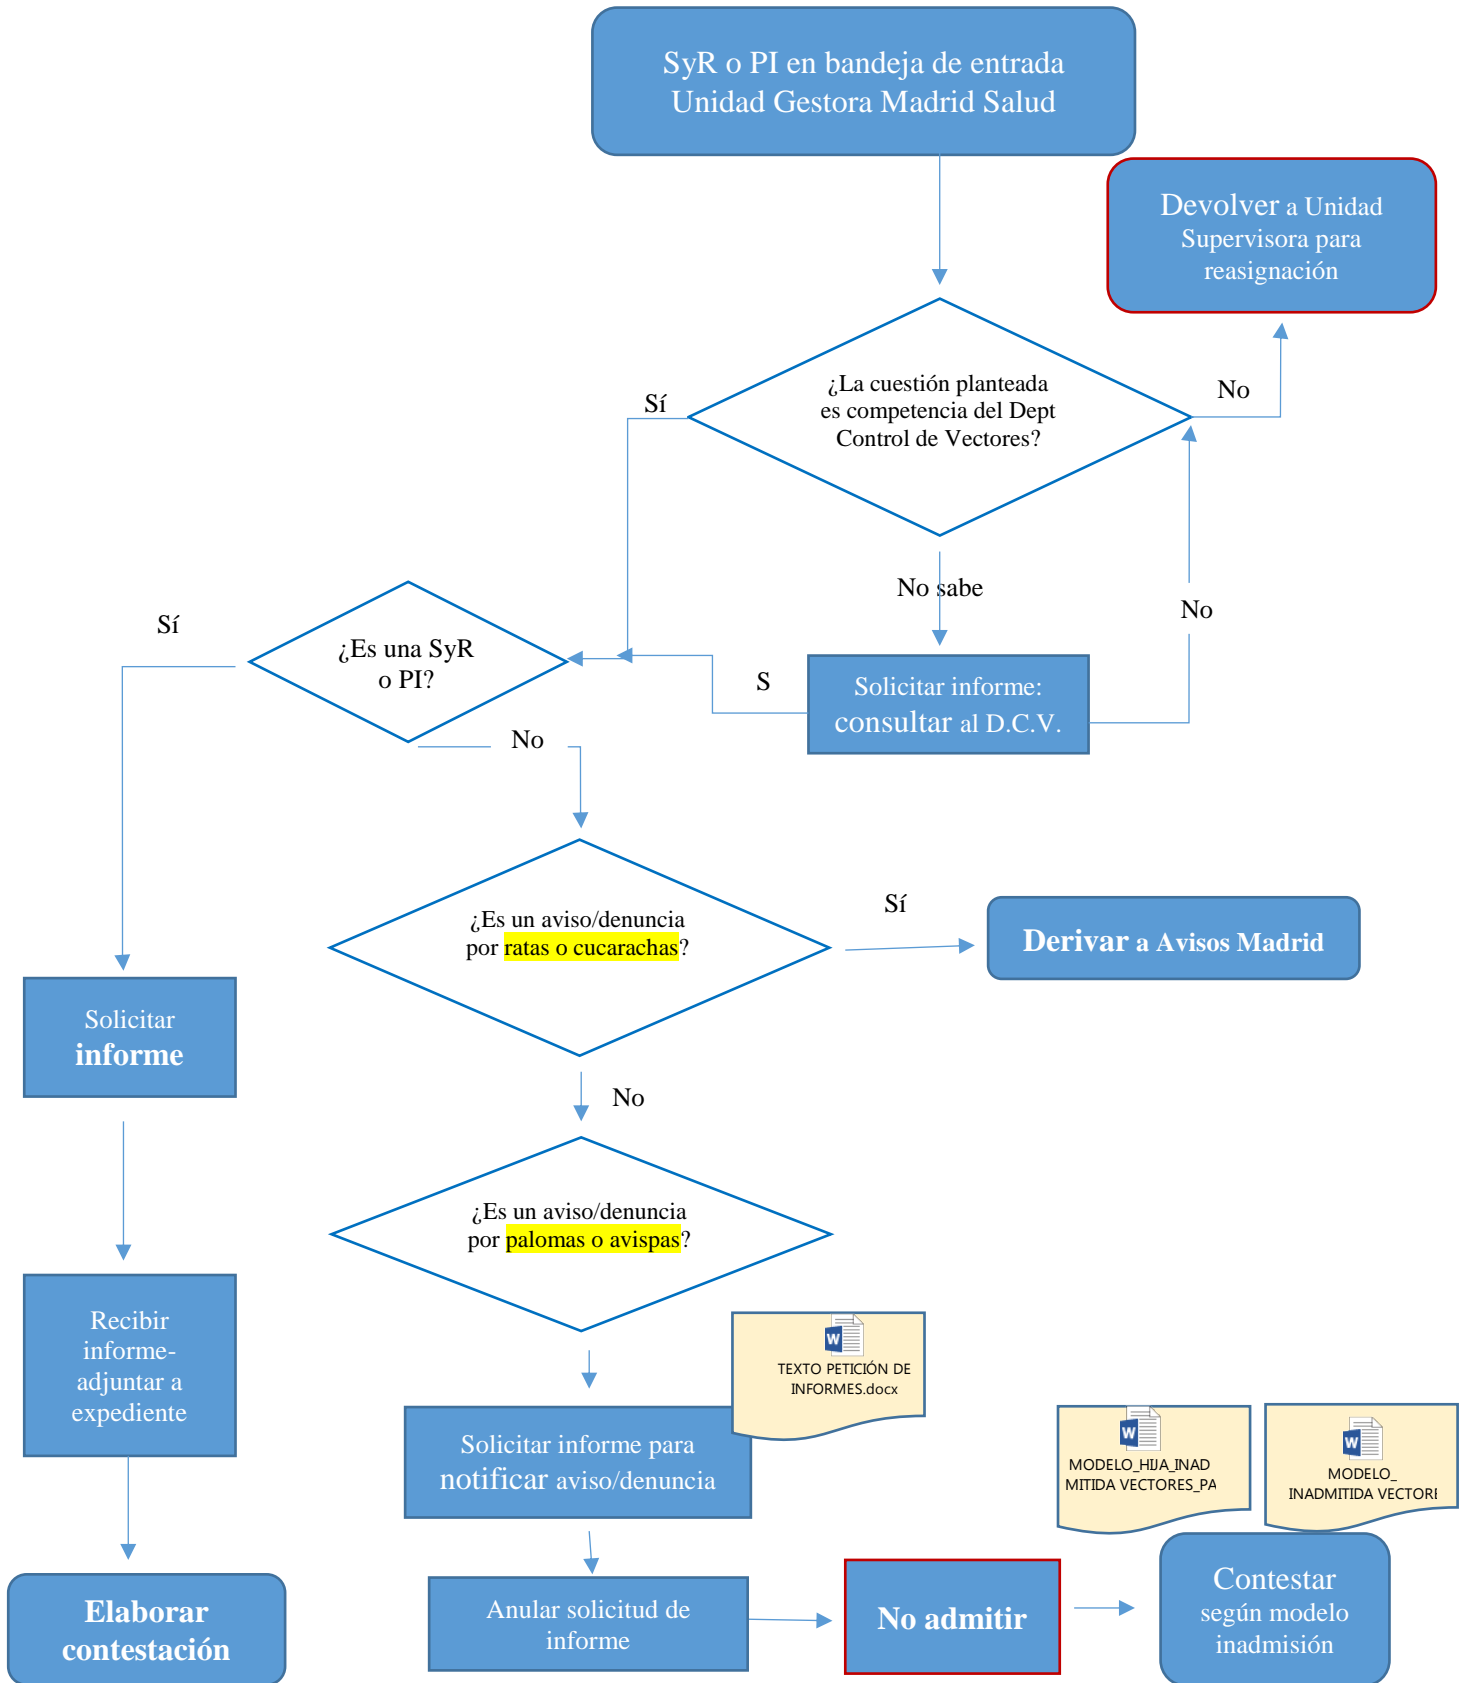 SyR o PI en bandeja de entrada
Unidad Gestora Madrid Salud
Devolver a Unidad
Supervisora para
reasignación
¿La cuestión planteada
es competencia del Dept
Control de Vectores?
Sí
No
No sabe
No
Sí
¿Es una SyR
o PI?
S
Solicitar informe:
consultar al D.C.V.
No
¿Es un aviso/denuncia
por ratas o cucarachas?
Sí
Derivar a Avisos Madrid
Solicitar
informe
No
¿Es un aviso/denuncia
por palomas o avispas?
Recibir
informe-
adjuntar a
expediente
TEXTO PETICIÓN DE
INFORMES.docx
Solicitar informe para
notificar aviso/denuncia
MODELO_HIJA_INAD
MITIDA VECTORES_PA
MODELO_
INADMITIDA VECTORE
Elaborar
contestación
Anular solicitud de
informe
No admitir
Contestar
según modelo
inadmisión